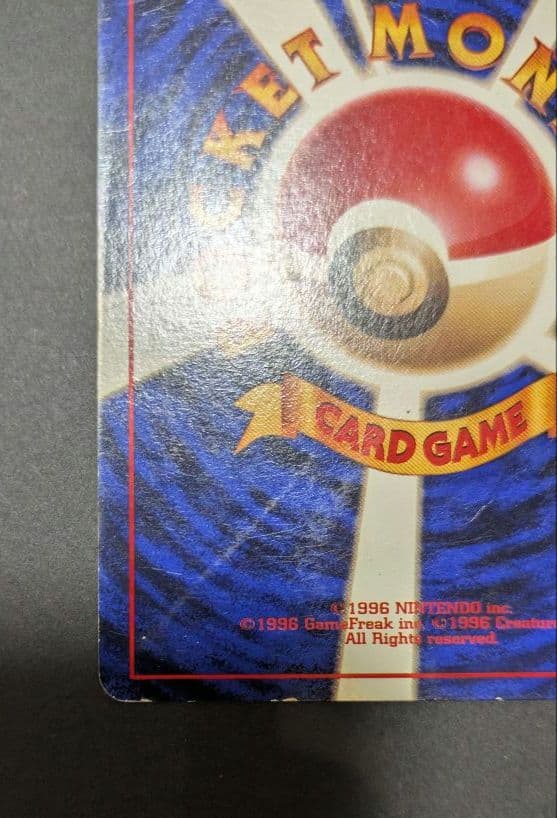 CKET MON
CARD GAME
©1996 NINTENDO inc.
©1996 GameFreak inc. ©1996 Creature
All Rights reserved.